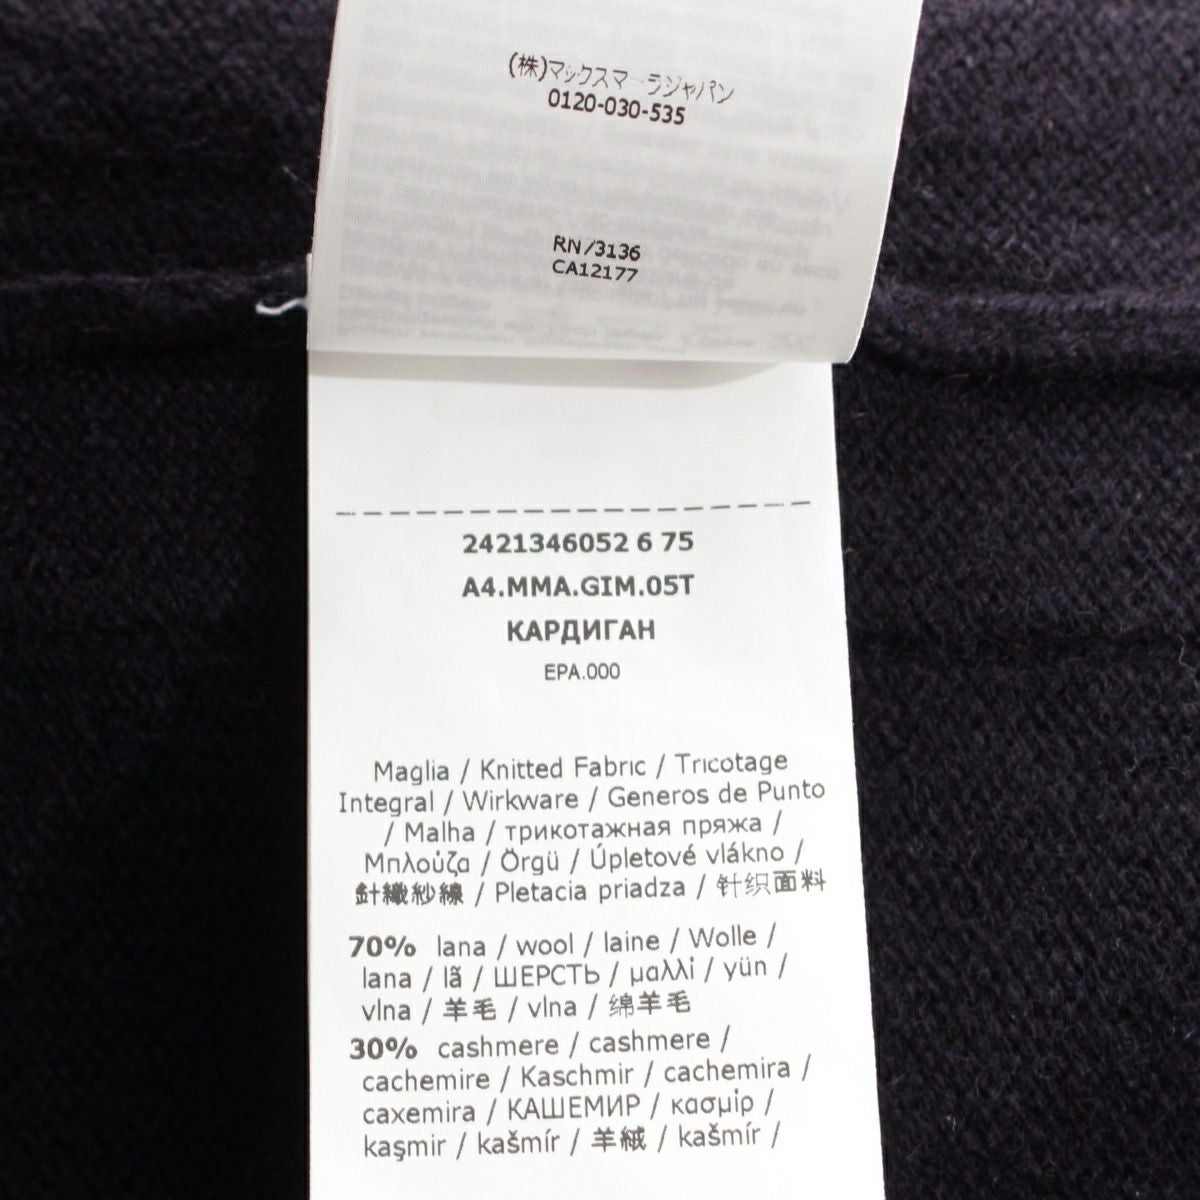 (株)マックスマーラジャパン
0120-030-535
RN73136
CA12177
2421346052 6 75
A4.MMA.GIM.05T
КАРДИГАН
EPA.000
Maglia / Knitted Fabric / Tricotage
Integral / Wirkware / Generos de Punto
/ Malha / трикотажная пряжа /
Μπλούζα / Örgü / Úpletové vlákno /
針織紗線 / Pletacia priadza / 针织面料
70% lana / wool / laine / Wolle /
lana / lã / ШЕРСТЬ / μαλλί / yün /
vlna / 羊毛 / vlna / 绵羊毛
30% cashmere / cashmere /
cachemire / Kaschmir / cachemira /
caxemira / КАШЕМИР / κασμίρ /
kaşmir / kašmír / 羊絨 / kašmír /